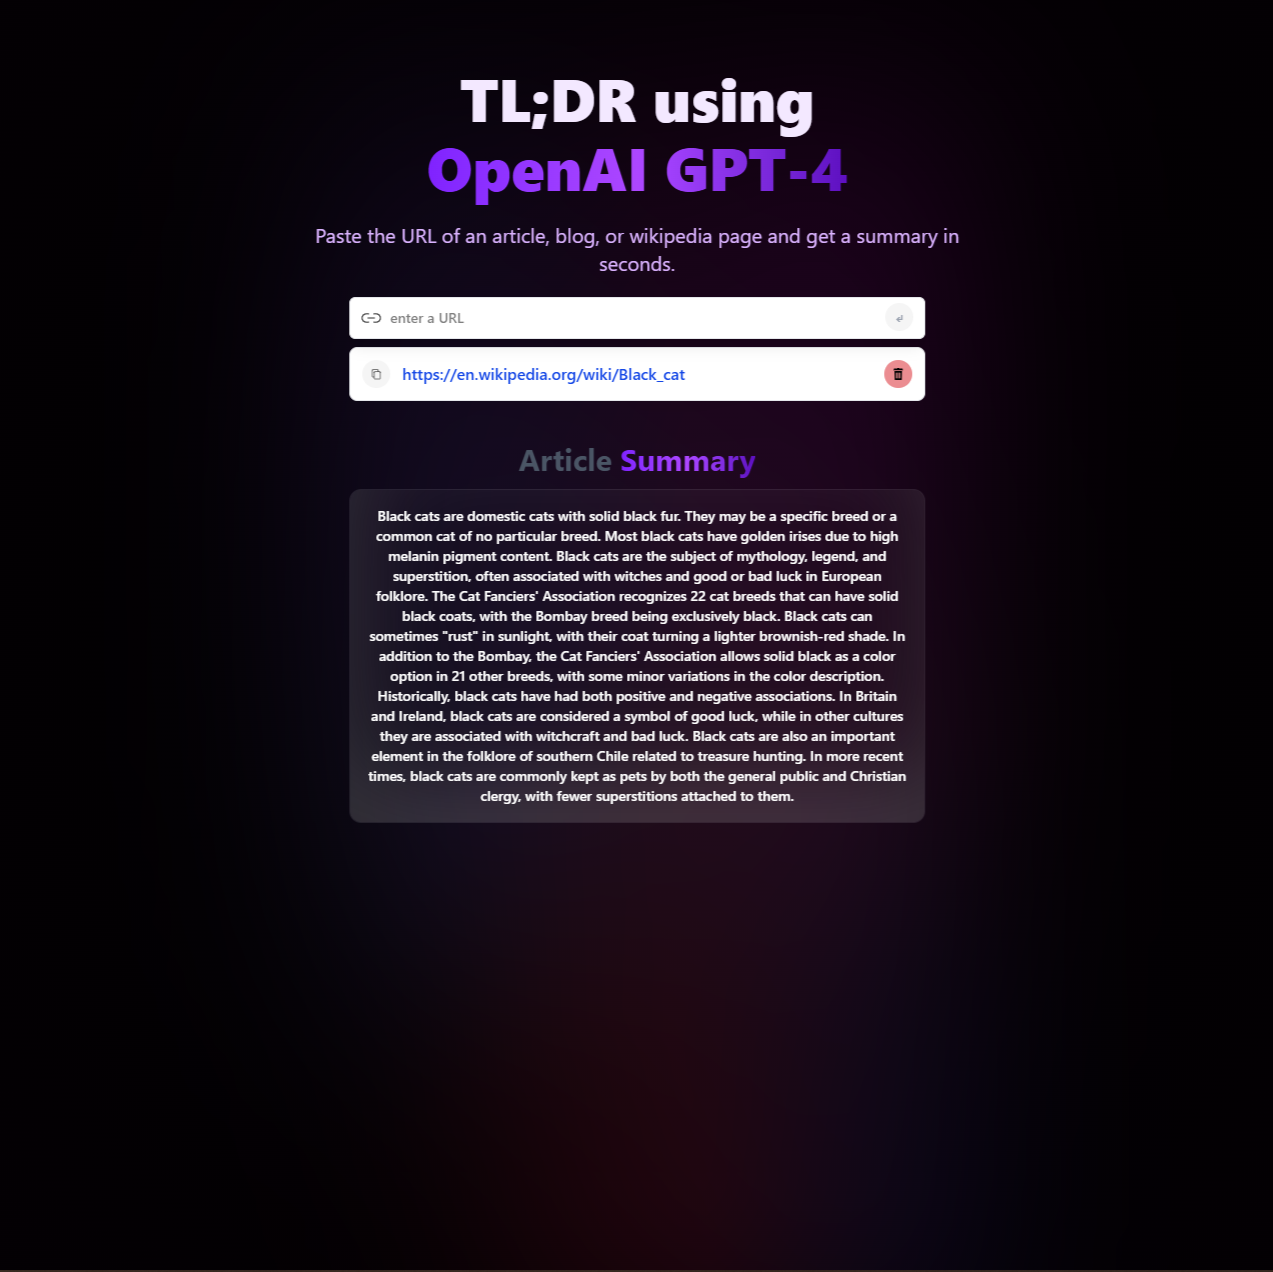 TL;DR using
OpenAI GPT-4
Paste the URL of an article, blog, or wikipedia page and get a summary in
seconds.
enter a URL
https://en.wikipedia.org/wiki/Black_cat
Article Summary
Black cats are domestic cats with solid black fur. They may be a specific breed or a
common cat of no particular breed. Most black cats have golden irises due to high
melanin pigment content. Black cats are the subject of mythology, legend, and
superstition, often associated with witches and good or bad luck in European
folklore. The Cat Fanciers' Association recognizes 22 cat breeds that can have solid
black coats, with the Bombay breed being exclusively black. Black cats can
sometimes "rust" in sunlight, with their coat turning a lighter brownish-red shade. In
addition to the Bombay, the Cat Fanciers' Association allows solid black as a color
option in 21 other breeds, with some minor variations in the color description.
Historically, black cats have had both positive and negative associations. In Britain
and Ireland, black cats are considered a symbol of good luck, while in other cultures
they are associated with witchcraft and bad luck. Black cats are also an important
element in the folklore of southern Chile related to treasure hunting. In more recent
times, black cats are commonly kept as pets by both the general public and Christian
clergy, with fewer superstitions attached to them.